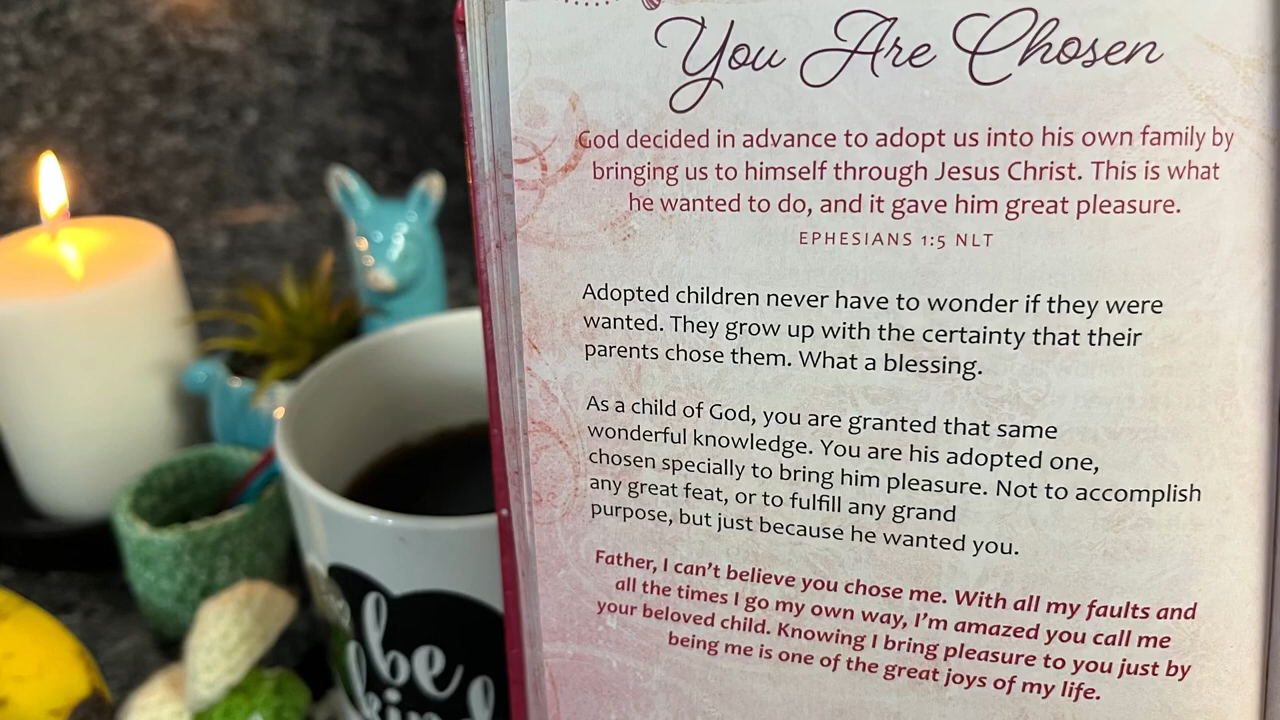 You Are Chosen
God decided in advance to adopt us into his own family by
bringing us to himself through Jesus Christ. This is what
he wanted to do, and it gave him great pleasure.
EPHESIANS 1:5 NLT
Adopted children never have to wonder if they were
wanted. They grow up with the certainty that their
parents chose them. What a blessing.
As a child of God, you are granted that same
wonderful knowledge. You are his adopted one,
chosen specially to bring him pleasure. Not to accomplish
any great feat, or to fulfill any grand
purpose, but just because he wanted you.
Father, I can't believe you chose me. With all my faults and
all the times I go my own way, I'm amazed you call me
your beloved child. Knowing I bring pleasure to you just by
being me is one of the great joys of my life.
be
kind